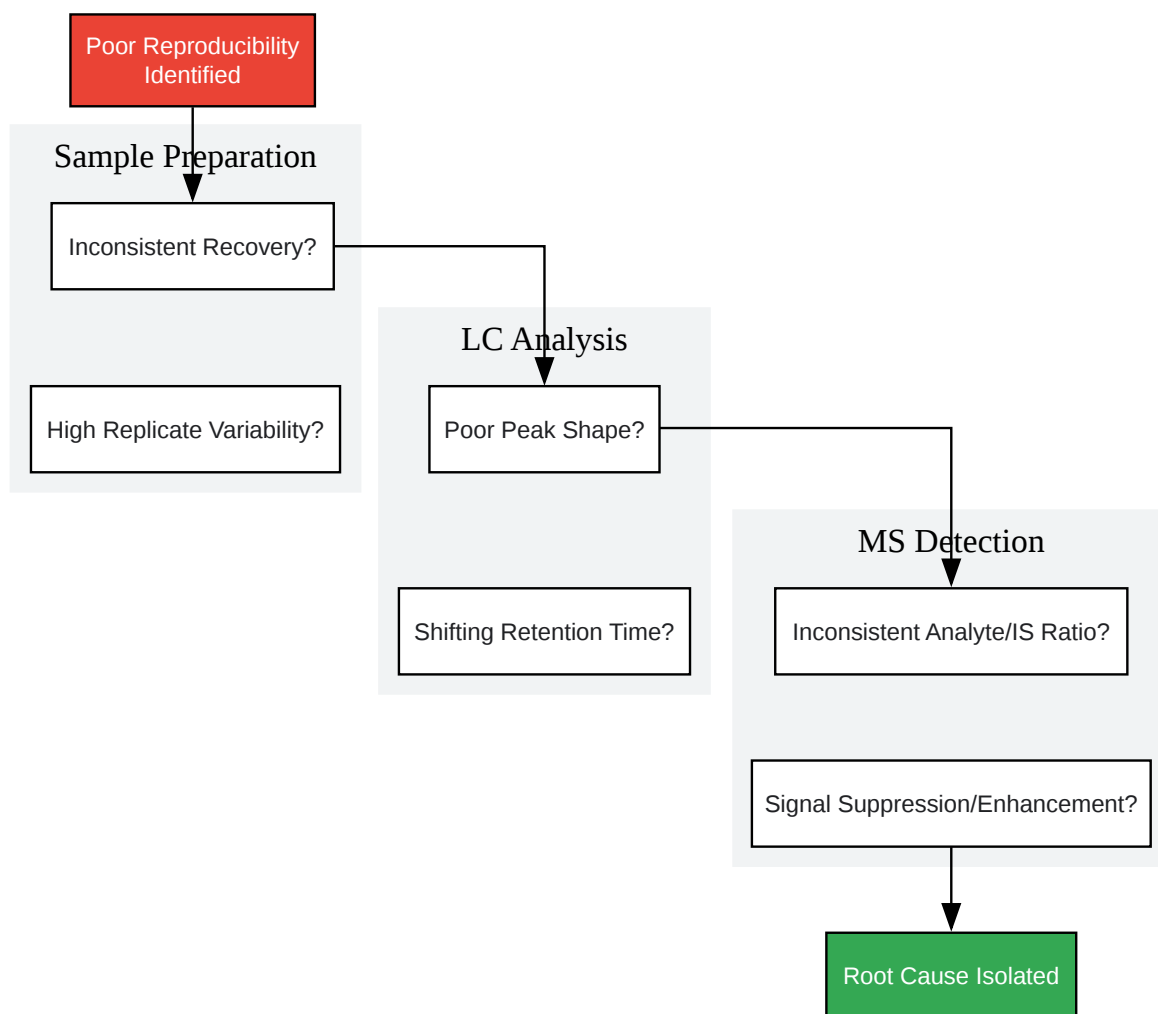 Poor Reproducibility
Identified
Sample Preparation
Inconsistent Recovery?
High Replicate Variability?
LC Analysis
Poor Peak Shape?
Shifting Retention Time?
MS Detection
Inconsistent Analyte/IS Ratio?
Signal Suppression/Enhancement?
Root Cause Isolated